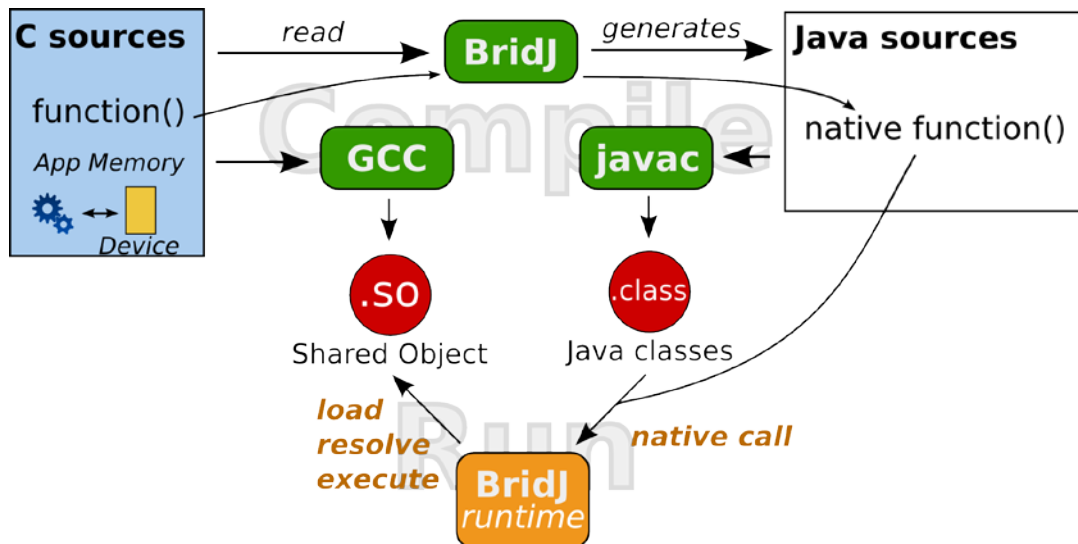 C sources
read
BridJ
generates
Java sources
Compile
function()
native function()
App Memory
GCC
javac
Device
.so
.class
Shared Object
Java classes
load
resolve
execute
Run
native call
BridJ
runtime